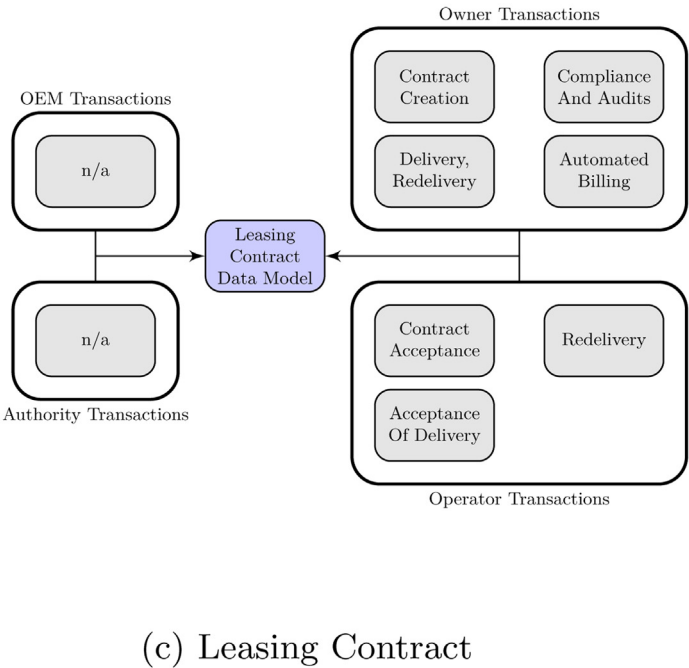 Owner Transactions
Contract
Creation
Compliance
And Audits
Delivery,
Redelivery
Automated
Billing
OEM Transactions
n/a
Leasing
Contract
Data Model
n/a
Authority Transactions
Contract
Acceptance
Redelivery
Acceptance
Of Delivery
Operator Transactions
(c) Leasing Contract